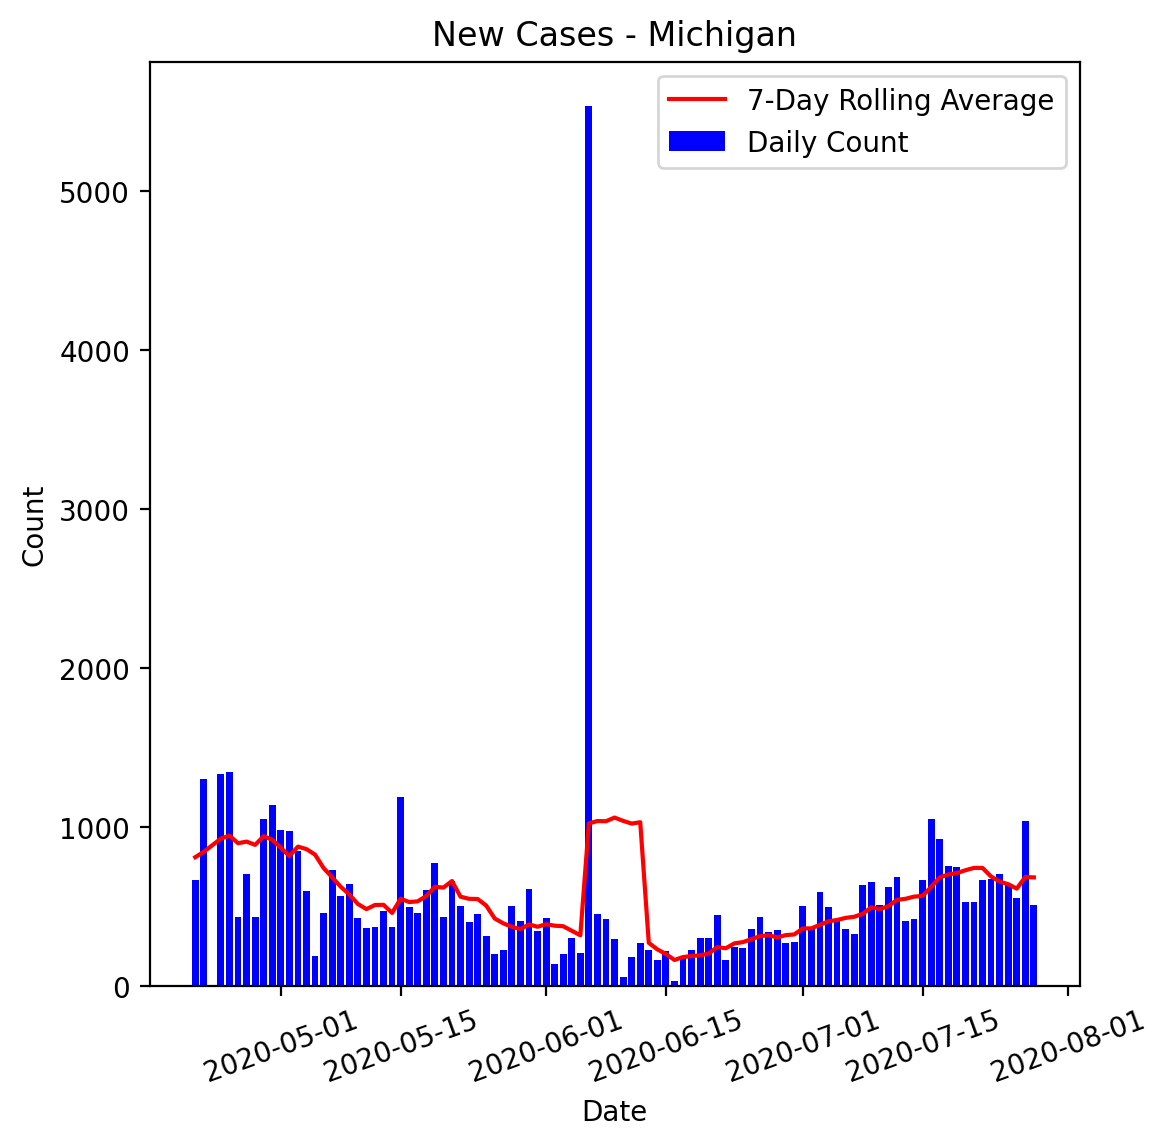 New Cases - Michigan
7-Day Rolling Average
Daily Count
5000
4000
3000
2000
1000
0
Count
2020-05-01
2020-05-15
2020-06-01
2020-06-15
2020-07-01
2020-07-15
2020-08-01
Date